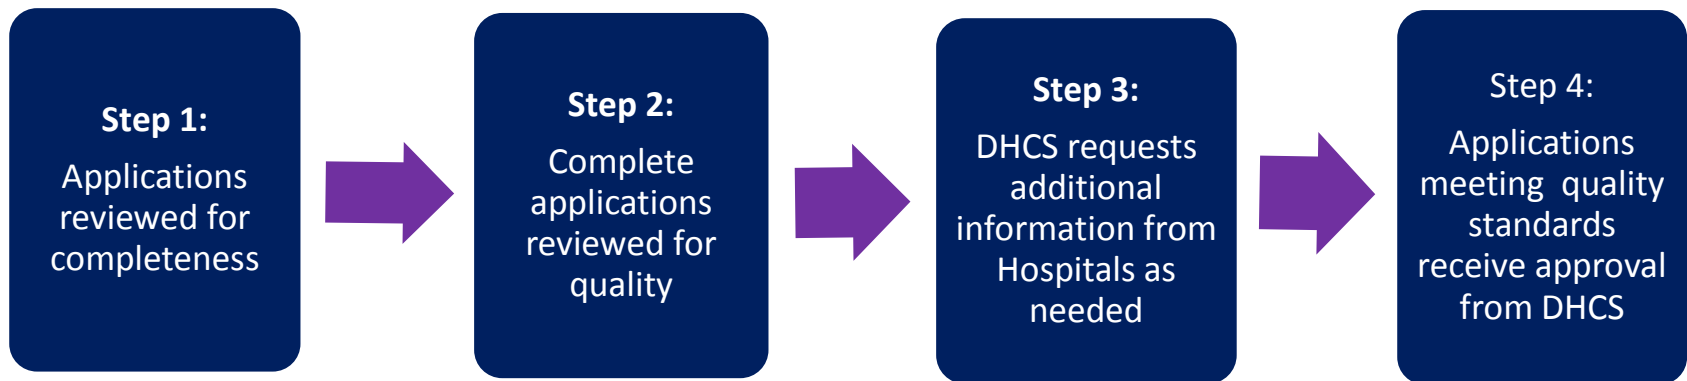 Step 1:
Applications
reviewed for
completeness
Step 2:
Complete
applications
reviewed for
quality
Step 3:
DHCS requests
additional
information from
Hospitals as
needed
Step 4:
Applications
meeting  quality
standards
receive approval
from DHCS